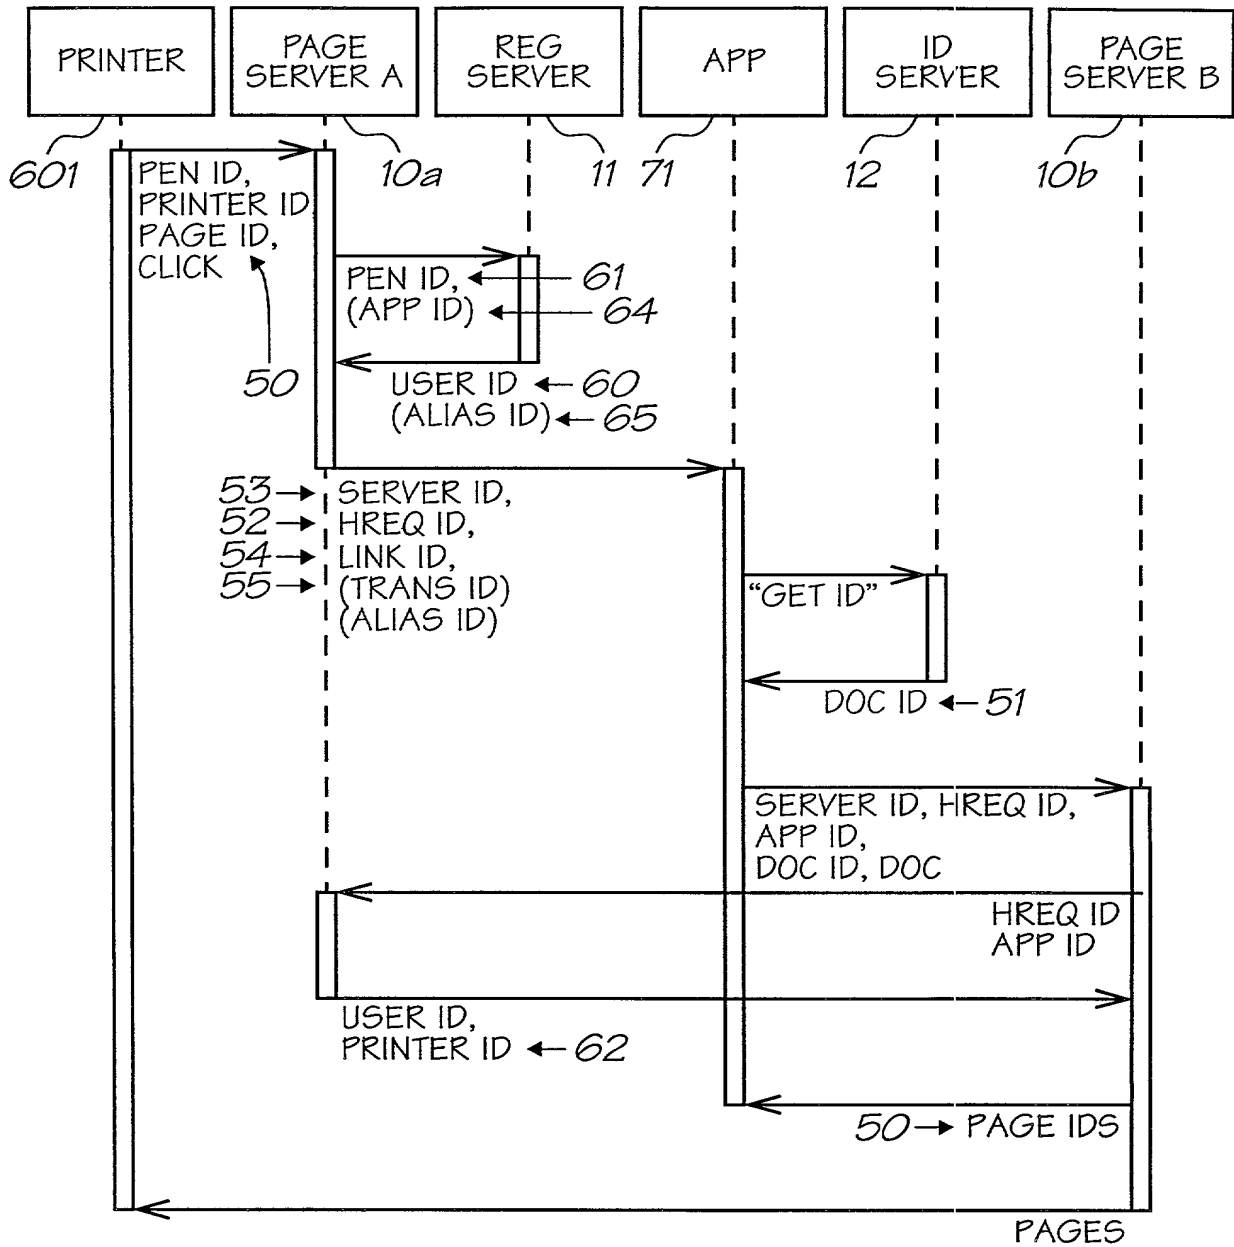 PRINTER
PAGE
SERVER A
REG
SERVER
APP
ID
SERVER
PAGE
SERVER B
601
10a
11
71
12
10b
PEN ID,
PRINTER ID
PAGE ID,
CLICK
50
PEN ID,
61
(APP ID)
64
USER ID
60
(ALIAS ID)
65
53
SERVER ID,
52
HREQ ID,
54
LINK ID,
55
(TRANS ID)
(ALIAS ID)
"GET ID"
DOC ID
51
SERVER ID, HREQ ID,
APP ID,
DOC ID, DOC
HREQ ID
APP ID
USER ID,
PRINTER ID
62
50
PAGE IDS
PAGES